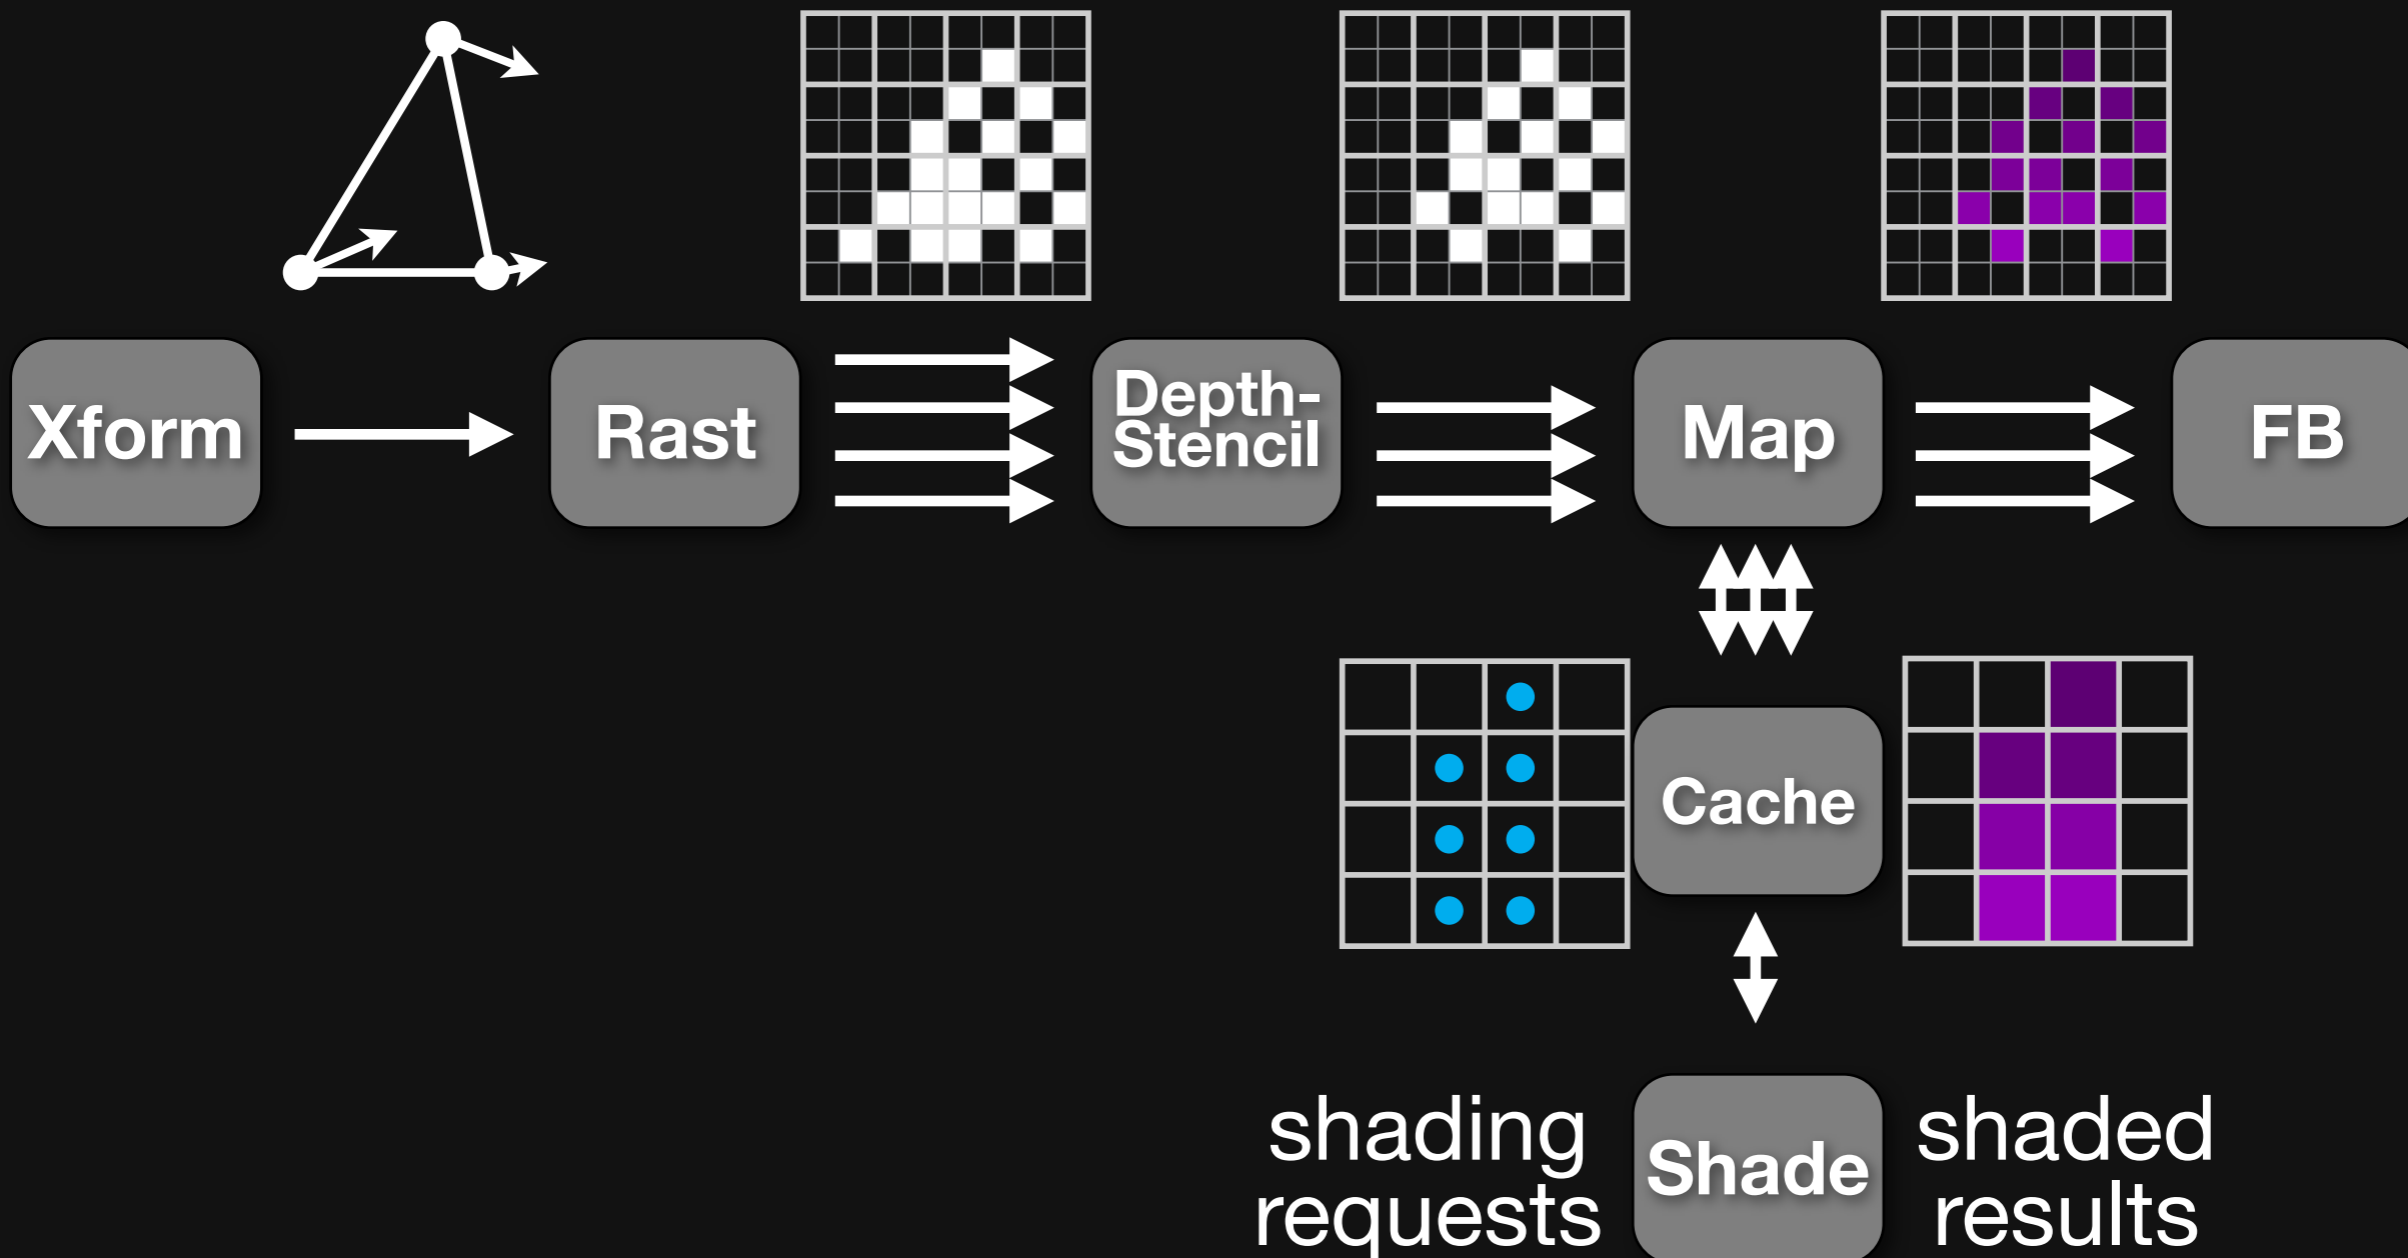 Xform
Rast
Depth-
Stencil
Map
FB
Cache
shading
requests
Shade
shaded
results